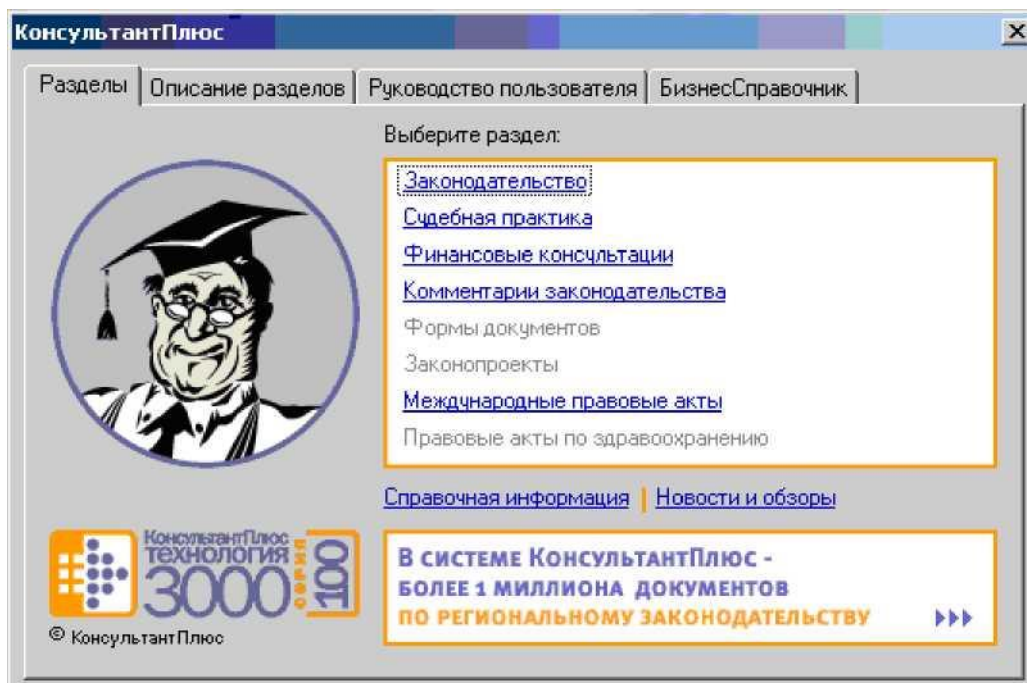 КонсультантПлюс
Разделы Описание разделов Руководство пользователя БизнесСправочник
Выберите раздел:
Законодательство
Судебная практика
Финансовые консультации
Комментарии законодательства
Формы документов
Законопроекты
Международные правовые акты
Правовые акты по здравоохранению
Справочная информация | Новости и обзоры
КонсультантПлюс
ТЕХНОЛОГИЯ
3000
серия
100
© КонсультантПлюс
В СИСТЕМЕ КОНСУЛЬТАНТПЛЮС -
БОЛЕЕ 1 МИЛЛИОНА ДОКУМЕНТОВ
ПО РЕГИОНАЛЬНОМУ ЗАКОНОДАТЕЛЬСТВУ